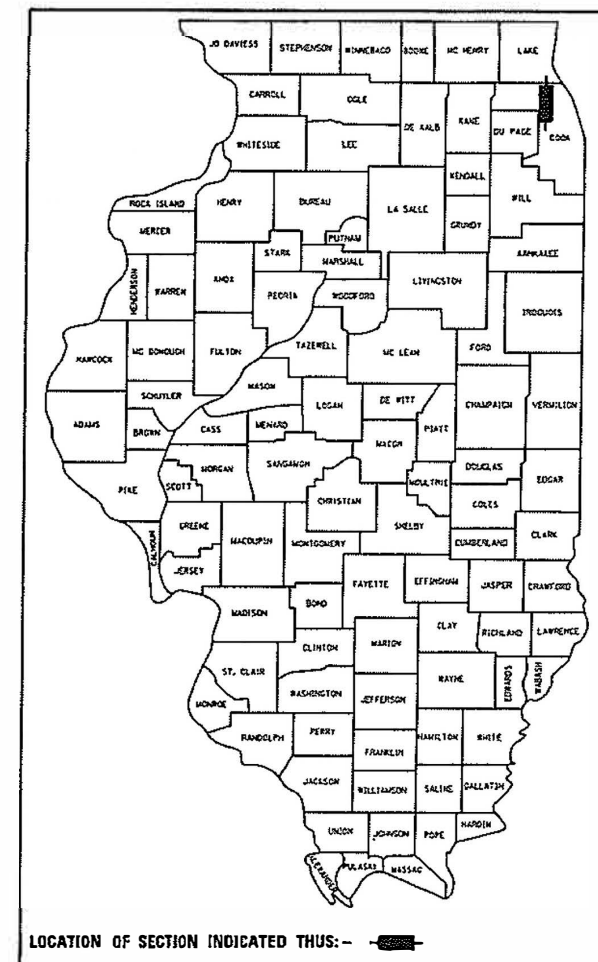 JO DAVIESS STEPHENSON WINNEBAGO BOONE MC HENRY LAKE
CARROLL OGLE DE KALB KANE DU PAGE COOK
WHITESIDE LEE
KENDALL
ROCK ISLAND HENRY BUREAU LA SALLE GRUNDY WILL
MERCER PUTNAM
STARK MARSHALL KANKAKEE
HENDERSON WARREN KNOX PEORIA WOODFORD LIVINGSTON IROQUOIS
HANCOCK MC DONOUGH FULTON TAZEWELL MC LEAN FORD
MASON
SCHUYLER LOGAN DE WITT CHAMPAIGN VERMILION
ADAMS BROWN CASS MENARD MACON PIATT
MORGAN SANGAMON DOUGLAS
PIKE SCOTT CHRISTIAN MOULTRIE COLES EDGAR
GREENE MACOUPIN MONTGOMERY SHELBY CUMBERLAND CLARK
CALHOUN JERSEY
FAYETTE EFFINGHAM JASPER CRAWFORD
MADISON BOND
CLAY RICHLAND LAWRENCE
CLINTON MARION
ST. CLAIR WAYNE EDWARDS WABASH
WASHINGTON JEFFERSON
MONROE
RANDOLPH PERRY HAMILTON WHITE
FRANKLIN
JACKSON WILLIAMSON SALINE GALLATIN
UNION JOHNSON POPE HARDIN
ALEXANDER PULASKI MASSAC
LOCATION OF SECTION INDICATED THUS:-